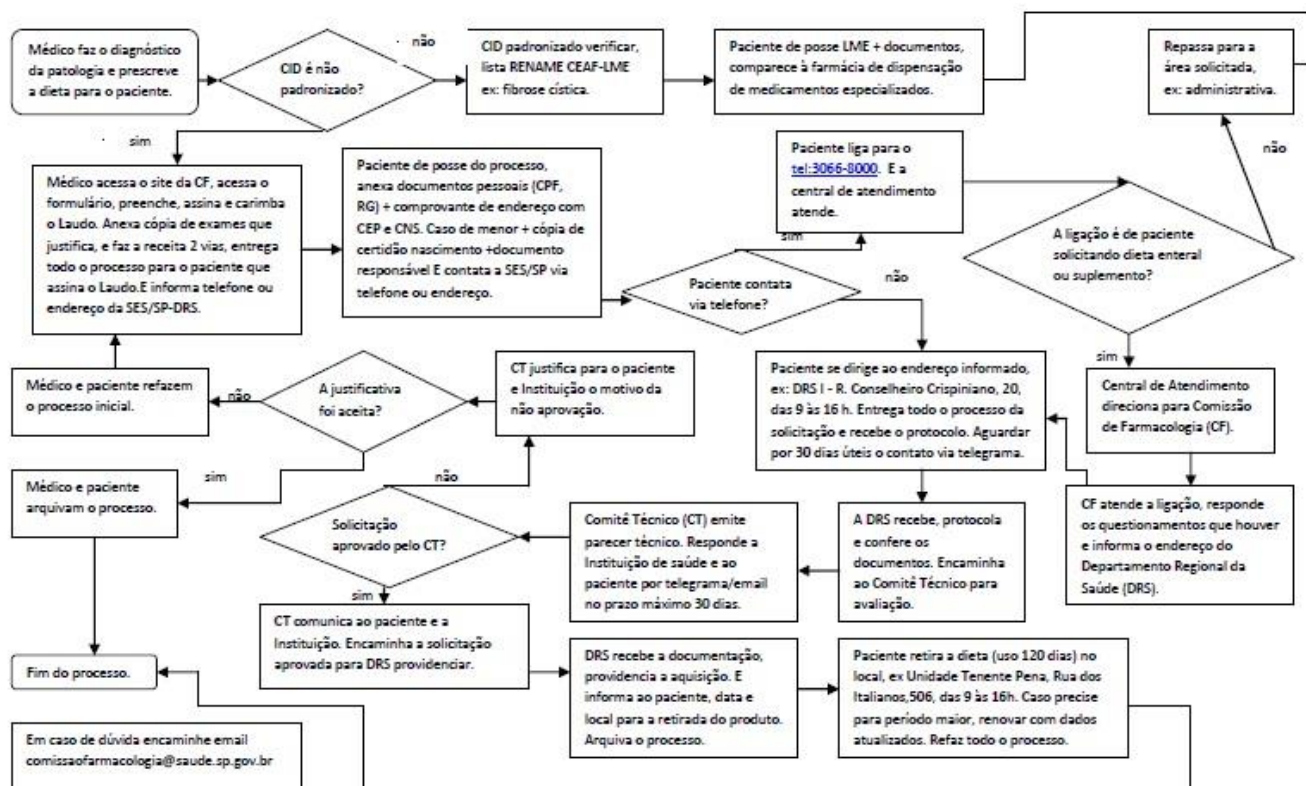 Médico faz o diagnóstico
da patologia e prescreve
a dieta para o paciente.
CID é não
padronizado?
não
CID padronizado verificar,
lista RENAME CEAF-LME
ex: fibrose cística.
Paciente de posse LME + documentos,
comparece à farmácia de dispensação
de medicamentos especializados.
Repassa para a
área solicitada,
ex: administrativa.
sim
não
Médico acessa o site da CF, acessa o
formulário, preenche, assina e carimba
o Laudo. Anexa cópia de exames que
justifica, e faz a receita 2 vias, entrega
todo o processo para o paciente que
assina o Laudo.E informa telefone ou
endereço da SES/SP-DRS.
Paciente de posse do processo,
anexa documentos pessoais (CPF,
RG) + comprovante de endereço com
CEP e CNS. Caso de menor + cópia de
certidão nascimento +documento
responsável E contata a SES/SP via
telefone ou endereço.
Paciente liga para o
tel:3066-8000. E a
central de atendimento
atende.
sim
Paciente contata
via telefone?
não
A ligação é de paciente
solicitando dieta enteral
ou suplemento?
sim
Médico e paciente refazem
o processo inicial.
não
A justificativa
foi aceita?
CT justifica para o paciente
e Instituição o motivo da
não aprovação.
Paciente se dirige ao endereço informado,
ex: DRS I - R. Conselheiro Crispiniano, 20,
das 9 às 16 h. Entrega todo o processo da
solicitação e recebe o protocolo. Aguardar
por 30 dias úteis o contato via telegrama.
Central de Atendimento
direciona para Comissão
de Farmacologia (CF).
sim
não
Médico e paciente
arquivam o processo.
Solicitação
aprovado pelo CT?
Comitê Técnico (CT) emite
parecer técnico. Responde a
Instituição de saúde e ao
paciente por telegrama/email
no prazo máximo 30 dias.
A DRS recebe, protocola
e confere os
documentos. Encaminha
ao Comitê Técnico para
avaliação.
CF atende a ligação, responde
os questionamentos que houver
e informa o endereço do
Departamento Regional da
Saúde (DRS).
sim
CT comunica ao paciente e a
Instituição. Encaminha a solicitação
aprovada para DRS providenciar.
Fim do processo.
DRS recebe a documentação,
providencia a aquisição. E
informa ao paciente, data e
local para a retirada do produto.
Arquiva o processo.
Paciente retira a dieta (uso 120 dias) no
local, ex Unidade Tenente Pena, Rua dos
Italianos,506, das 9 às 16h. Caso precise
para período maior, renovar com dados
atualizados. Refaz todo o processo.
Em caso de dúvida encaminhe email
comissaofarmacologia@saude.sp.gov.br